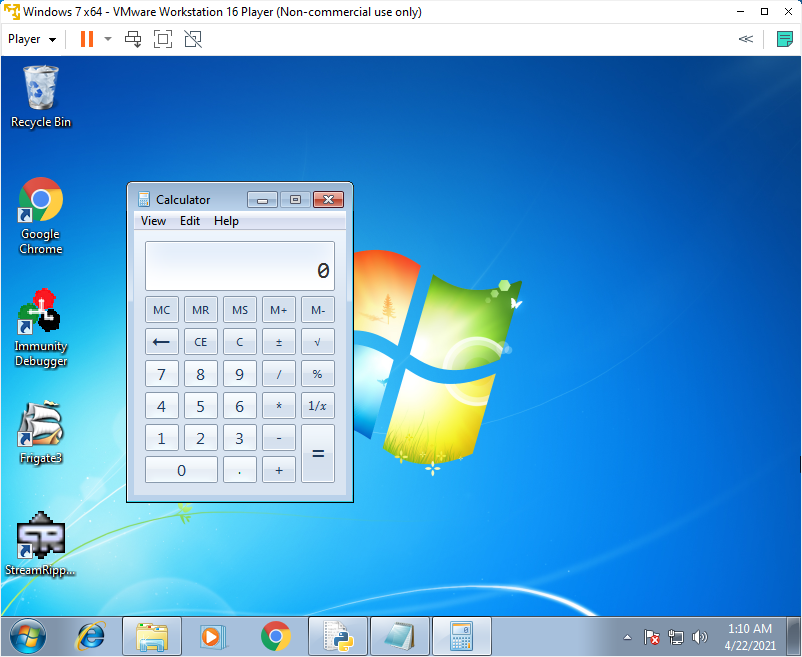 Windows 7 x64 - VMware Workstation 16 Player (Non-commercial use only)
Player
Recycle Bin
Google
Chrome
Immunity
Debugger
Frigate3
StreamRipp...
Calculator
View Edit Help
0
MC MR MS M+ M-
← CE C ± √
7 8 9 / %
4 5 6 * 1/x
1 2 3 - =
0 . +
1:10 AM
4/22/2021